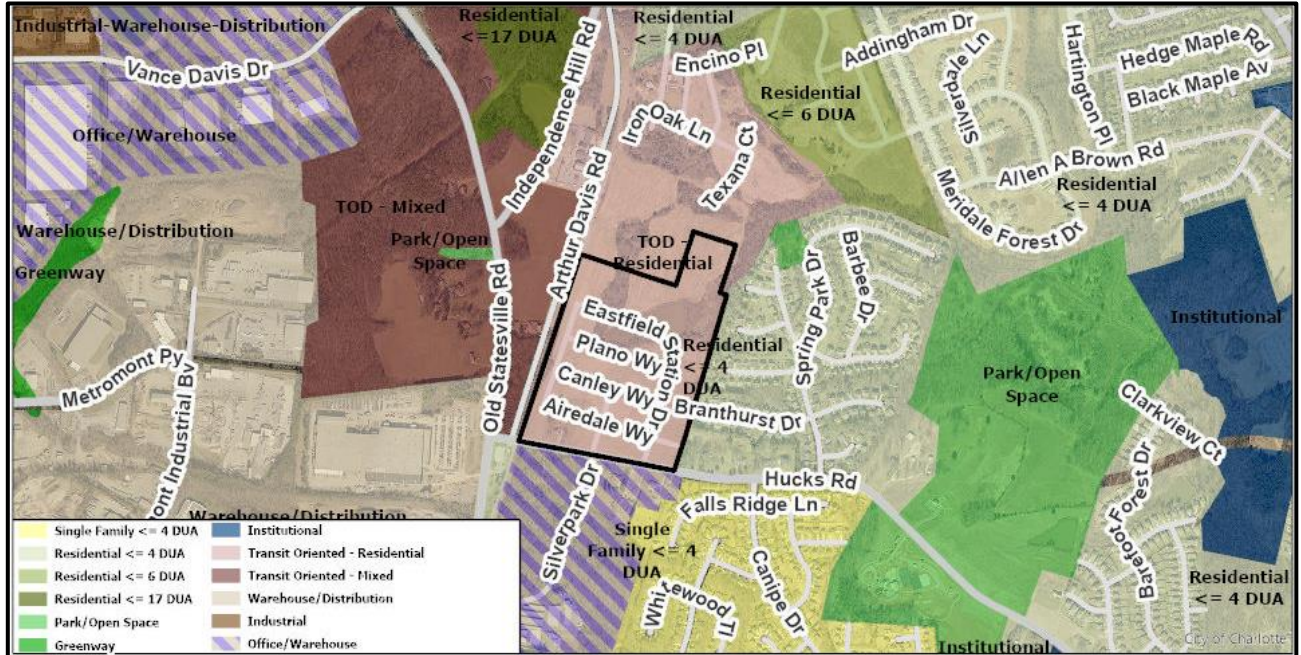 Industrial-Warehouse-Distribution
Residential
<=17 DUA
Residential
<= 4 DUA
Independence Hill Rd
Encino Pl
Addingham Dr
Silverdale Ln
Hartington Pl
Hedge Maple Rd
Black Maple Av
Vance Davis Dr
Office/Warehouse
Iron Oak Ln
Residential
<= 6 DUA
Texama Ct
Allen A Brown Rd
Residential
<= 4 DUA
Meridale Forest Dr
TOD - Mixed
Arthur Davis Rd
Warehouse/Distribution
Greenway
Park/Open
Space
Old Statesville Rd
TOD -
Residential
Spring Park Dr
Barbee Dr
Institutional
Eastfield Station Dr
Plano Wy
Canley Wy
Airedale Wy
Residential
<= 4
DUA
Branthurst Dr
Park/Open
Space
Metromont Py
ont Industrial Bv
Clarkview Ct
Barefoot Forest Dr
Hucks Rd
Falls Ridge Ln
Silverpark Dr
Single
Family <= 4
DUA
Canipe Dr
Whi
lewood Tl
Residential
<= 4 DUA
Institutional
City of Charlotte
Warehouse/Distribution
Single Family <= 4 DUA
Residential <= 4 DUA
Residential <= 6 DUA
Residential <= 17 DUA
Park/Open Space
Greenway
Institutional
Transit Oriented - Residential
Transit Oriented - Mixed
Warehouse/Distribution
Industrial
Office/Warehouse